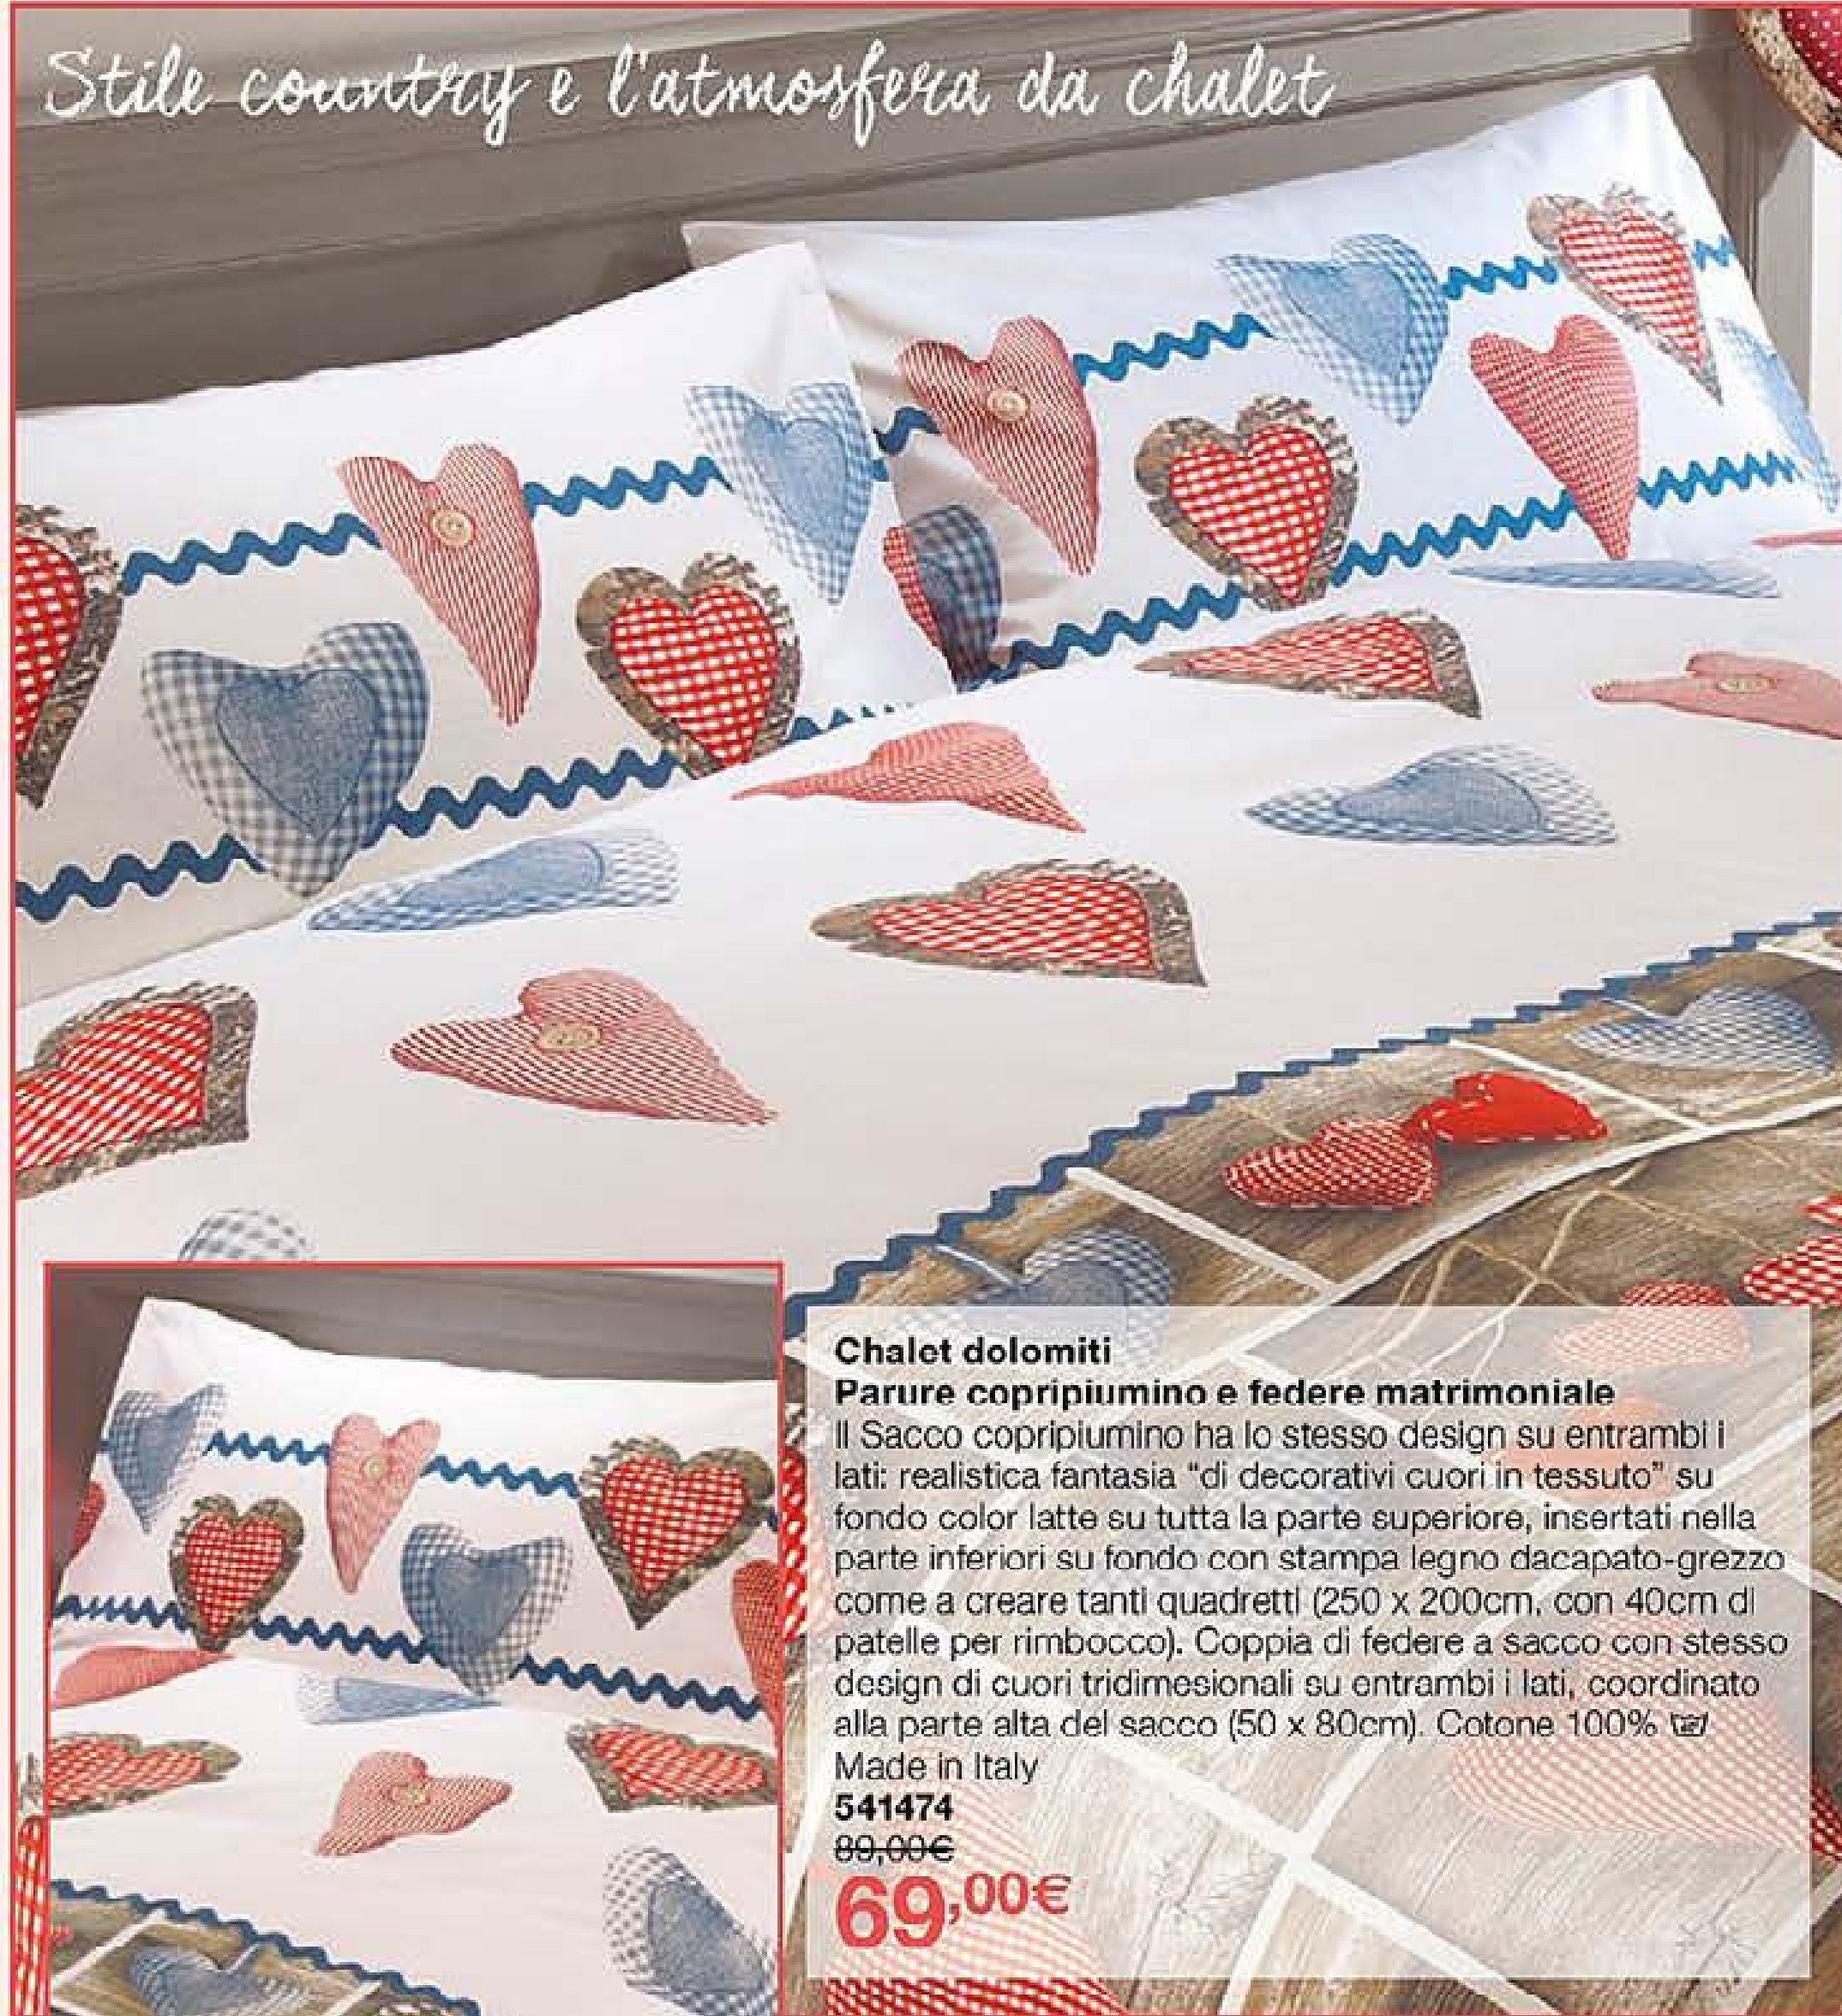 Stile country e l'atmosfera da chalet
Chalet dolomiti
Parure copripiumino e federe matrimoniale
Il Sacco copripiumino ha lo stesso design su entrambi i
lati: realistica fantasia “di decorativi cuori in tessuto” su
fondo color latte su tutta la parte superiore, insertati nella
parte inferiori su fondo con stampa legno dacapato-grezzo
come a creare tanti quadretti (250 x 200cm, con 40cm di
patelle per rimbocco). Coppia di federe a sacco con stesso
design di cuori tridimesionali su entrambi i lati, coordinato
alla parte alta del sacco (50 x 80cm). Cotone 100%
Made in Italy
541474
89,00€
69,00€